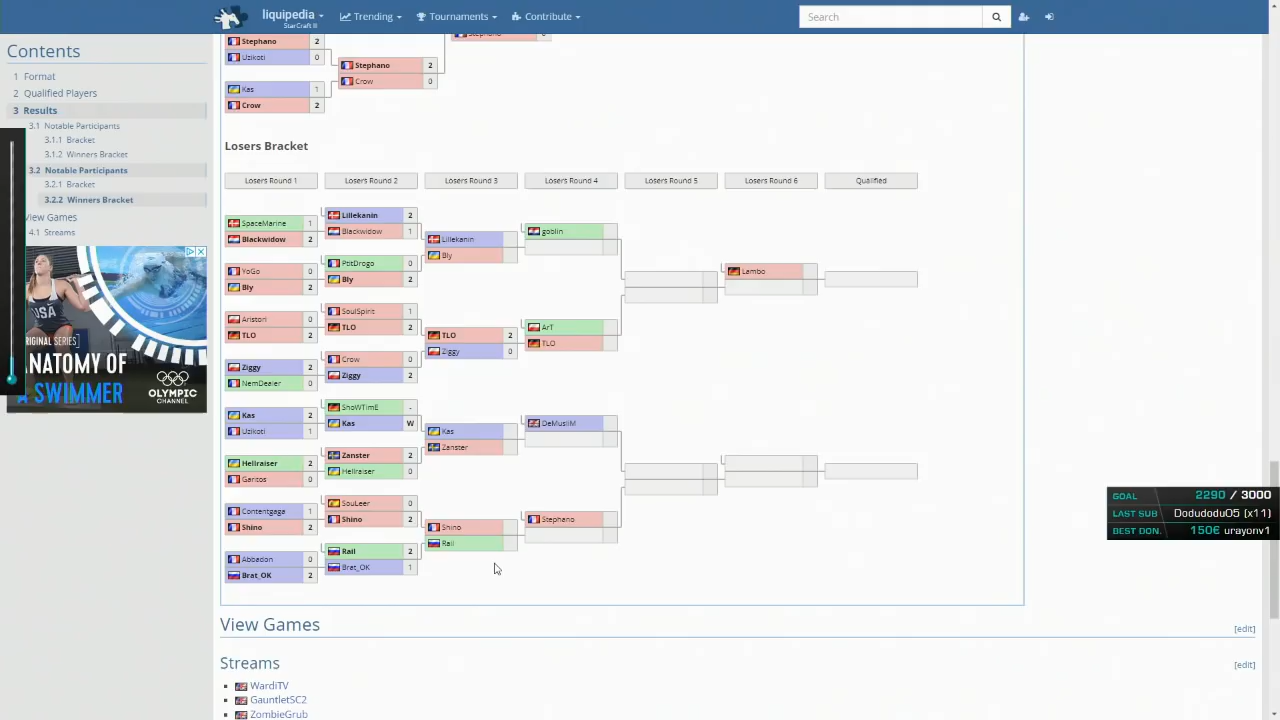 liquipedia
StarCraft II
Trending
Tournaments
Contribute
Search
Contents
1 Format
2 Qualified Players
3 Results
3.1 Notable Participants
3.1.1 Bracket
3.1.2 Winners Bracket
3.2 Notable Participants
3.2.1 Bracket
3.2.2 Winners Bracket
View Games
4.1 Streams
USA
ORIGINAL SERIES
ANATOMY OF
A SWIMMER
OLYMPIC
CHANNEL
Stephano 2
Uzikoti 0
Kas 1
Crow 2
Stephano 2
Crow 0
Stephano
Losers Bracket
Losers Round 1
Losers Round 2
Losers Round 3
Losers Round 4
Losers Round 5
Losers Round 6
Qualified
SpaceMarine 1
Blackwidow 2
YoGo 0
Bly 2
Aristori 0
TLO 2
Ziggy 2
NemDealer 0
Kas 2
Uzikoti 1
Hellraiser 2
Garitos 0
Contentgaga 1
Shino 2
Abbadon 0
Brat_OK 2
Lillekanin 2
Blackwidow 1
PtitDrogo 0
Bly 2
SoulSpirit 1
TLO 2
Crow 0
Ziggy 2
SnoWTimE -
Kas W
Zanster 2
Hellraiser 0
SouLeer 0
Shino 2
Rail 2
Brat_OK 1
Lillekanin
Bly
TLO 2
Ziggy 0
Kas
Zanster
Shino
Rail
goblin
ArT
TLO
DeMusliM
Stephano
Lambo
GOAL 2290 / 3000
LAST SUB Dodudodu05 (x11)
BEST DON. 150€ urayonv1
View Games
[edit]
Streams
[edit]
WardiTV
GauntletSC2
ZombieGrub